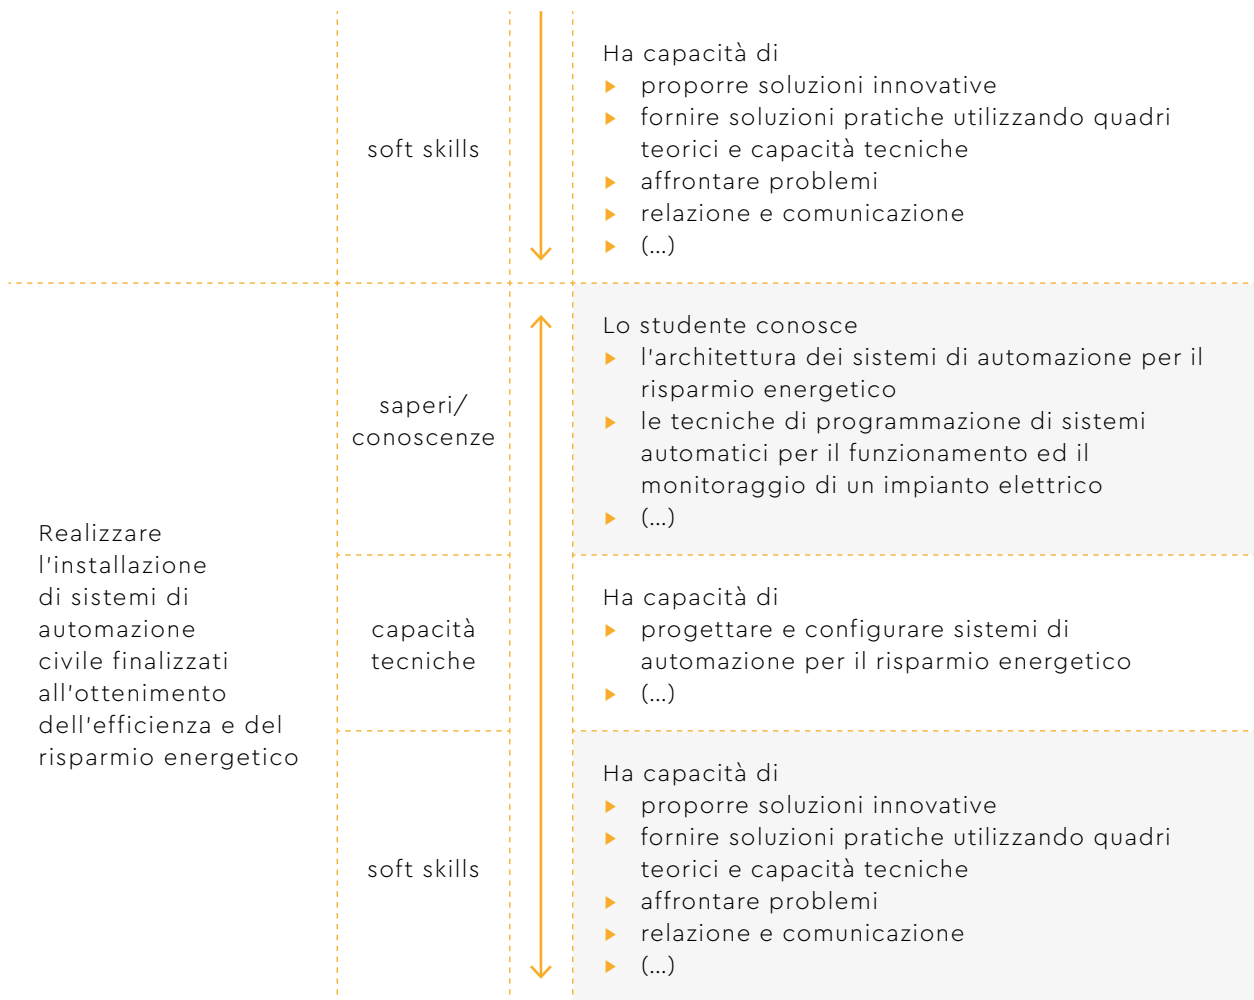 soft skills
Ha capacità di
proporre soluzioni innovative
fornire soluzioni pratiche utilizzando quadri
teorici e capacità tecniche
affrontare problemi
relazione e comunicazione
(…)
Realizzare
l'installazione
di sistemi di
automazione
civile finalizzati
all'ottenimento
dell'efficienza e del
risparmio energetico
saperi/
conoscenze
Lo studente conosce
l'architettura dei sistemi di automazione per il
risparmio energetico
le tecniche di programmazione di sistemi
automatici per il funzionamento ed il
monitoraggio di un impianto elettrico
(…)
capacità
tecniche
Ha capacità di
progettare e configurare sistemi di
automazione per il risparmio energetico
(…)
soft skills
Ha capacità di
proporre soluzioni innovative
fornire soluzioni pratiche utilizzando quadri
teorici e capacità tecniche
affrontare problemi
relazione e comunicazione
(…)